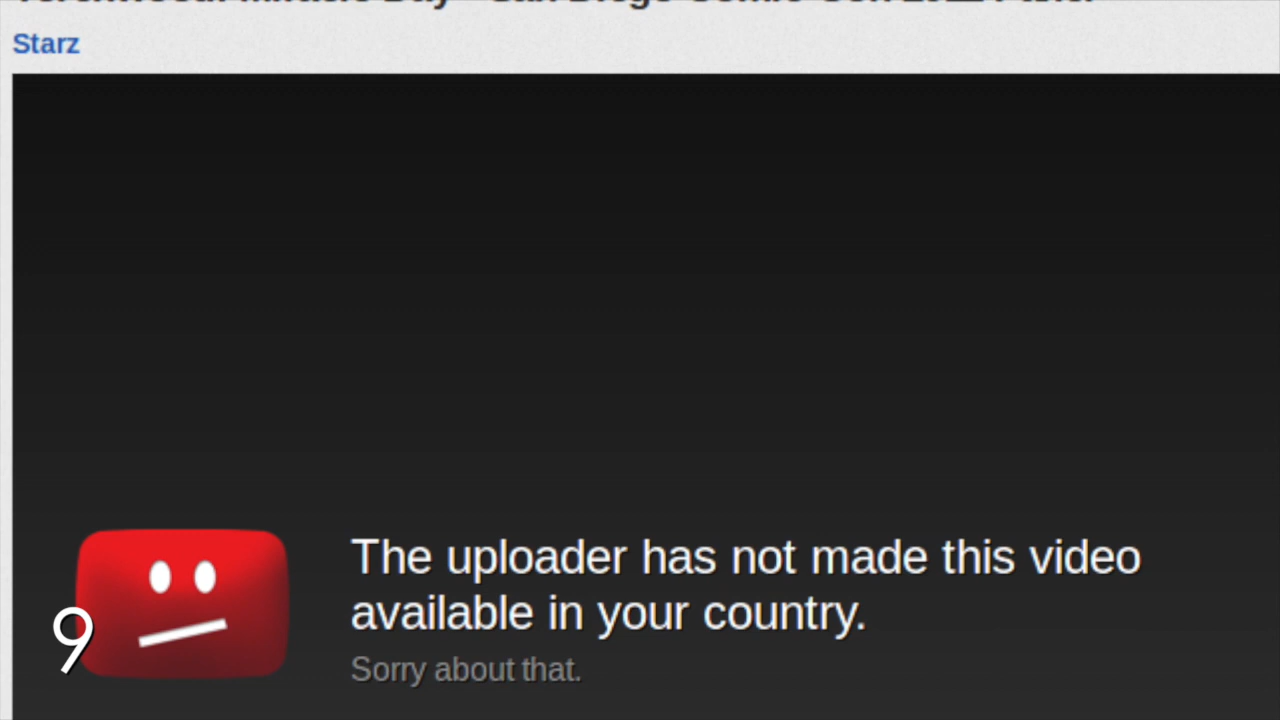 Starz
The uploader has not made this video
available in your country.
Sorry about that.
9